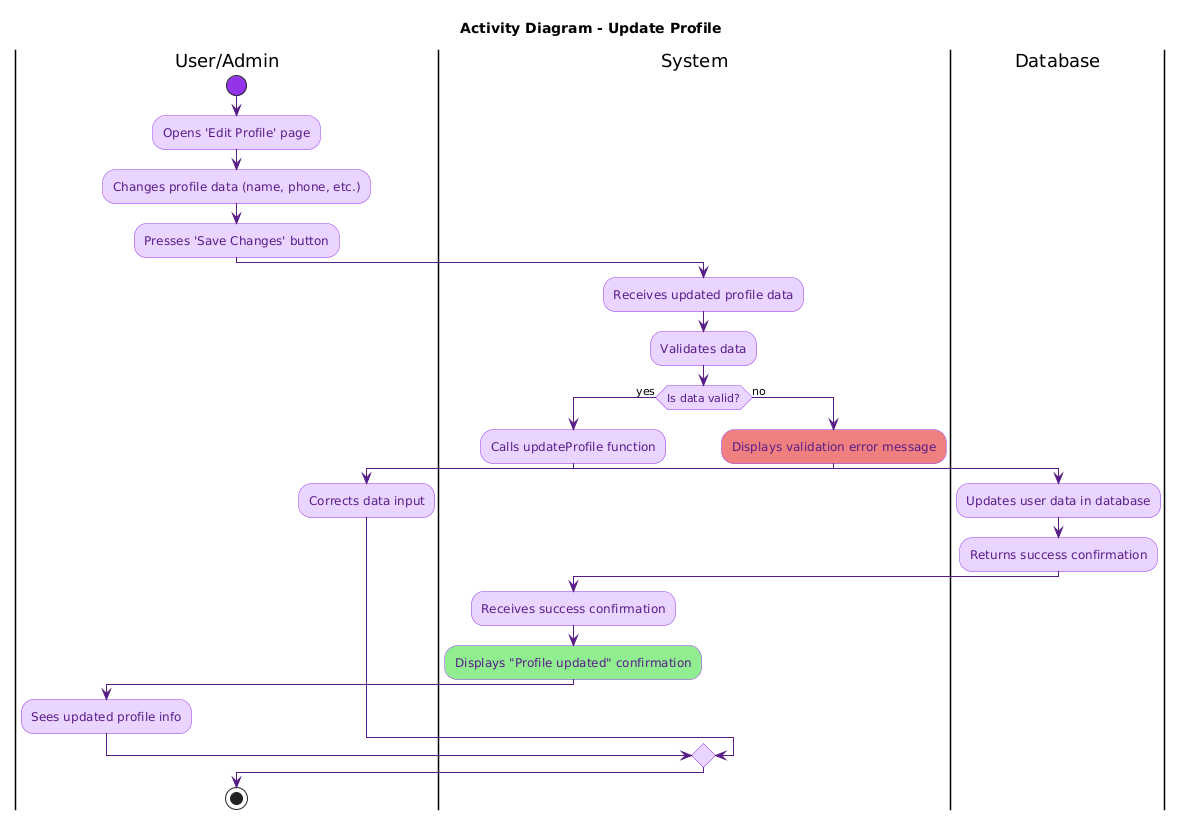 Activity Diagram - Update Profile
User/Admin
System
Database
Opens 'Edit Profile' page
Changes profile data (name, phone, etc.)
Presses 'Save Changes' button
Receives updated profile data
Validates data
yes
Is data valid?
no
Calls updateProfile function
Displays validation error message
Corrects data input
Updates user data in database
Returns success confirmation
Receives success confirmation
Displays "Profile updated" confirmation
Sees updated profile info